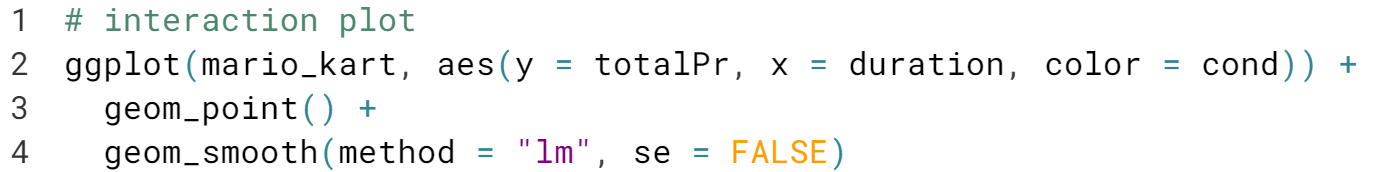 1 # interaction plot
2 ggplot(mario_kart, aes(y = totalPr, x = duration, color = cond)) +
3   geom_point() +
4   geom_smooth(method = "lm", se = FALSE)